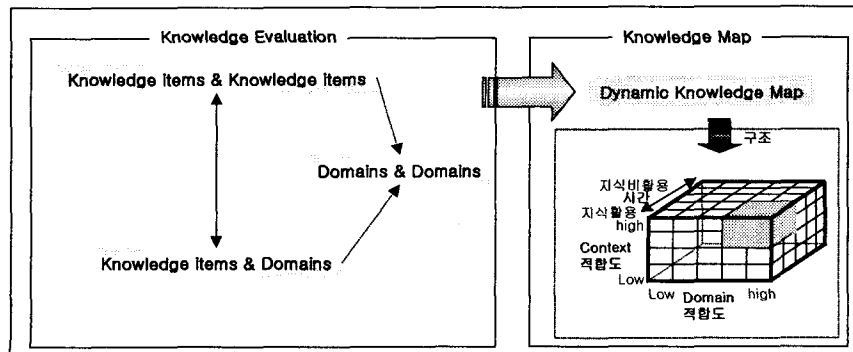 Knowledge Evaluation
Knowledge items & Knowledge items
Domains & Domains
Knowledge items & Domains
Knowledge Map
Dynamic Knowledge Map
구조
지식비활용
시간
지식활용
high
Context
적합도
Low
Low
Domain
적합도
high